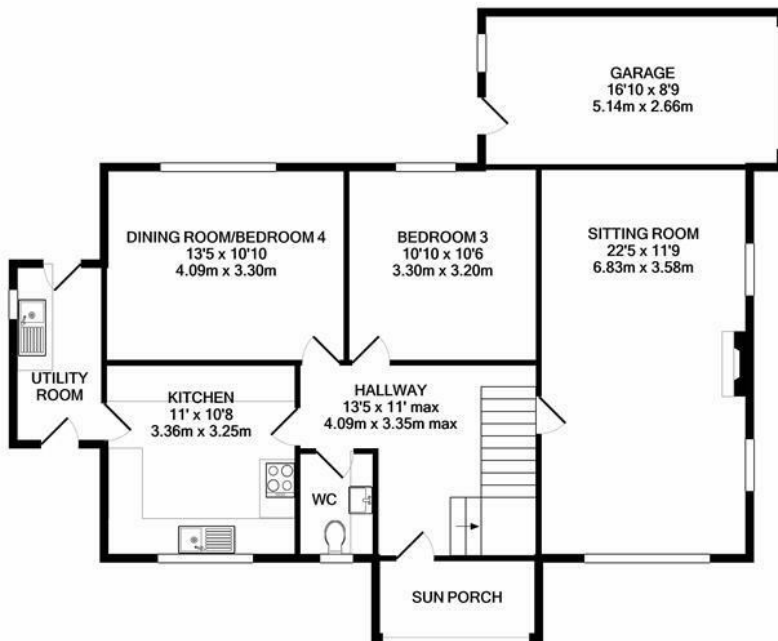 GARAGE
16'10 x 8'9
5.14m x 2.66m
DINING ROOM/BEDROOM 4
13'5 x 10'10
4.09m x 3.30m
BEDROOM 3
10'10 x 10'6
3.30m x 3.20m
SITTING ROOM
22'5 x 11'9
6.83m x 3.58m
UTILITY
ROOM
KITCHEN
11' x 10'8
3.36m x 3.25m
HALLWAY
13'5 x 11' max
4.09m x 3.35m max
WC
SUN PORCH